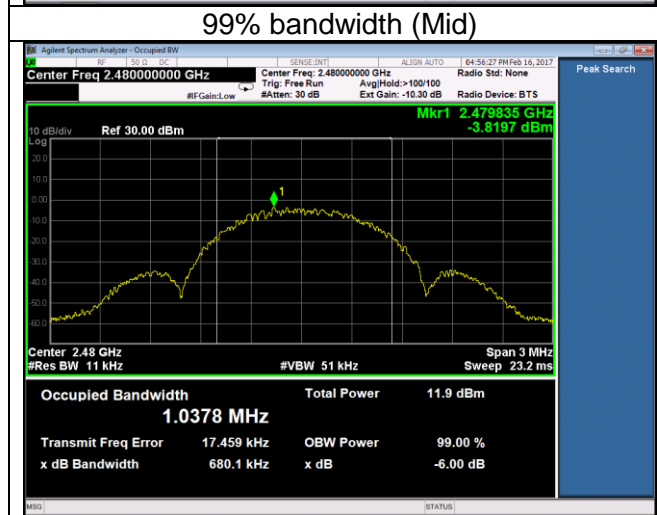 99% bandwidth (Mid)
Agilent Spectrum Analyzer - Occupied BW
RF 50 Ω DC SENSE:INT ALIGN AUTO 04:56:27 PM Feb 16, 2017
Center Freq 2.480000000 GHz Center Freq: 2.480000000 GHz Radio Std: None
Trig: Free Run Avg|Hold:>100/100
#IFGain:Low #Atten: 30 dB Ext Gain: -10.30 dB Radio Device: BTS
Peak Search
Mkr1 2.479835 GHz
10 dB/div Ref 30.00 dBm -3.8197 dBm
Log
20.0
10.0
0.00
1
-10.0
-20.0
-30.0
-40.0
-50.0
-60.0
Center 2.48 GHz Span 3 MHz
#Res BW 11 kHz #VBW 51 kHz Sweep 23.2 ms
Occupied Bandwidth Total Power 11.9 dBm
1.0378 MHz
Transmit Freq Error 17.459 kHz OBW Power 99.00 %
x dB Bandwidth 680.1 kHz x dB -6.00 dB
MSG STATUS